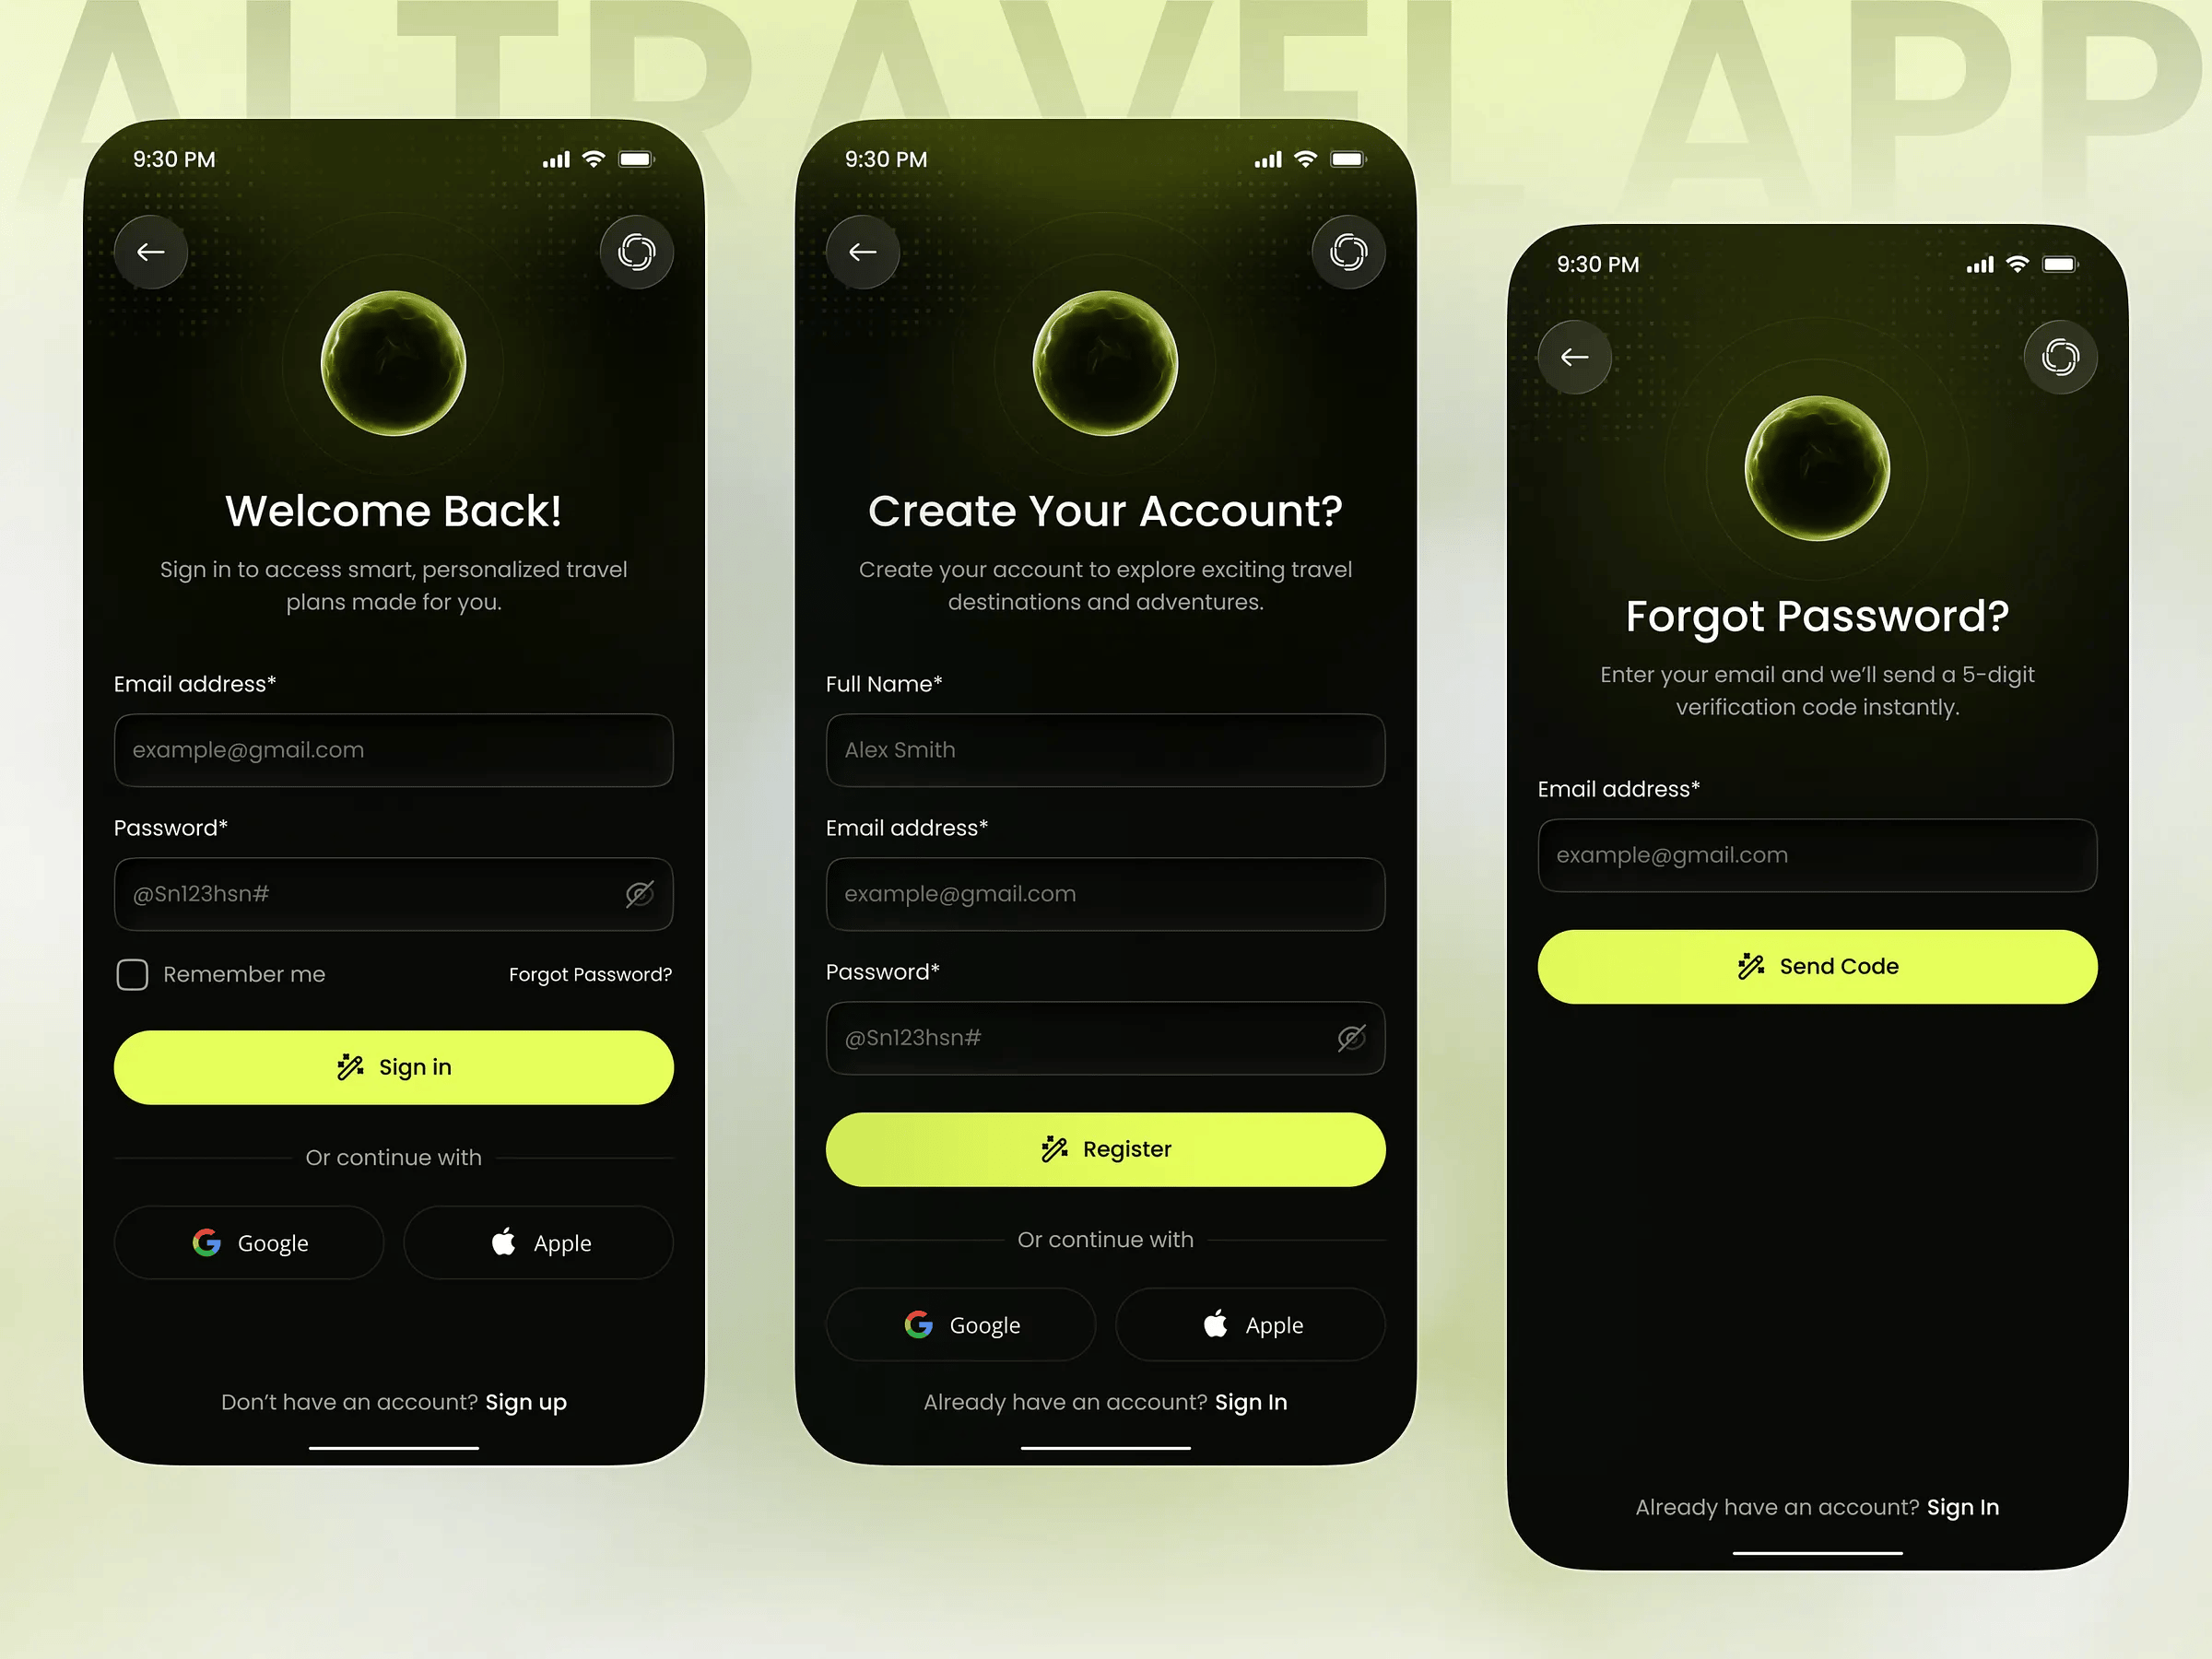 AI TRAVEL APP
9:30 PM
Welcome Back!
Sign in to access smart, personalized travel
plans made for you.
Email address*
example@gmail.com
Password*
@Sn123hsn#
Remember me
Forgot Password?
Sign in
Or continue with
Google
Apple
Don’t have an account? Sign up
9:30 PM
Create Your Account?
Create your account to explore exciting travel
destinations and adventures.
Full Name*
Alex Smith
Email address*
example@gmail.com
Password*
@Sn123hsn#
Register
Or continue with
Google
Apple
Already have an account? Sign In
9:30 PM
Forgot Password?
Enter your email and we’ll send a 5-digit
verification code instantly.
Email address*
example@gmail.com
Send Code
Already have an account? Sign In